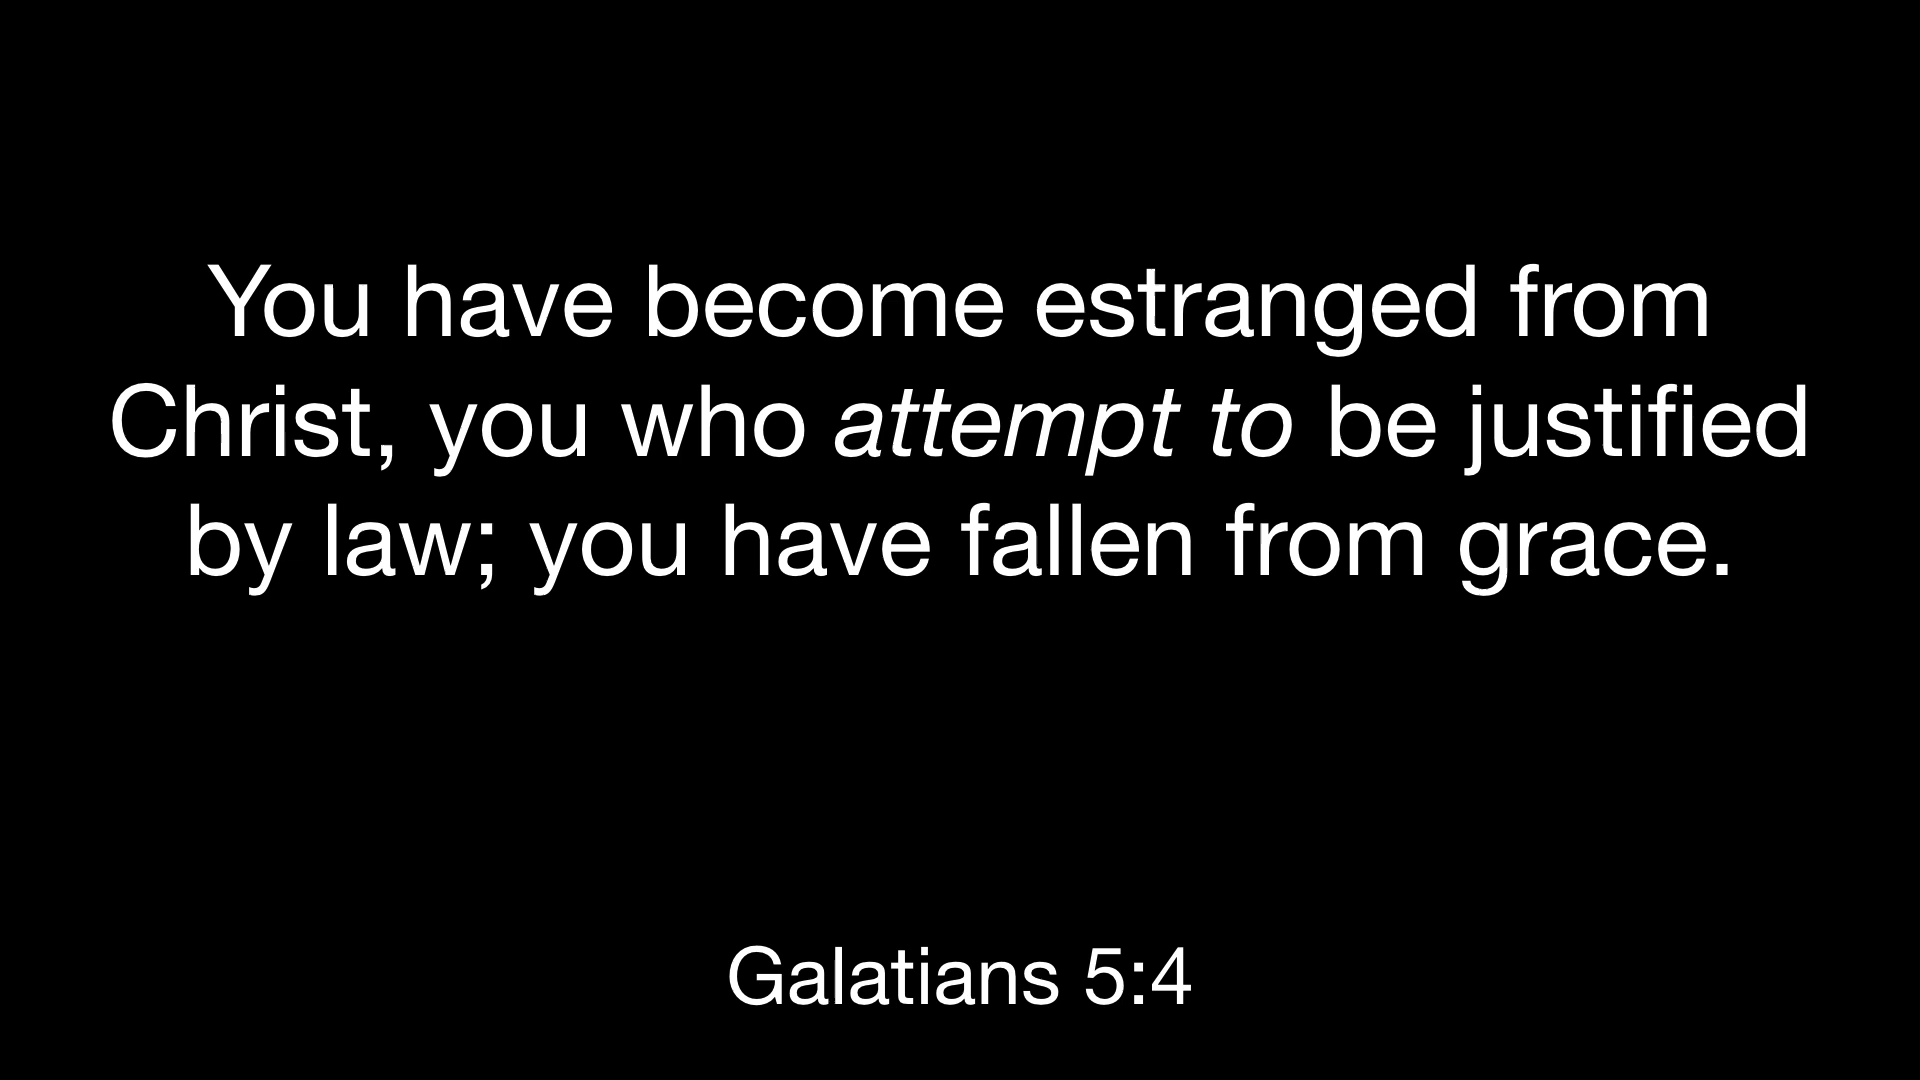 You have become estranged from
Christ, you who attempt to be justified
by law; you have fallen from grace.
Galatians 5:4